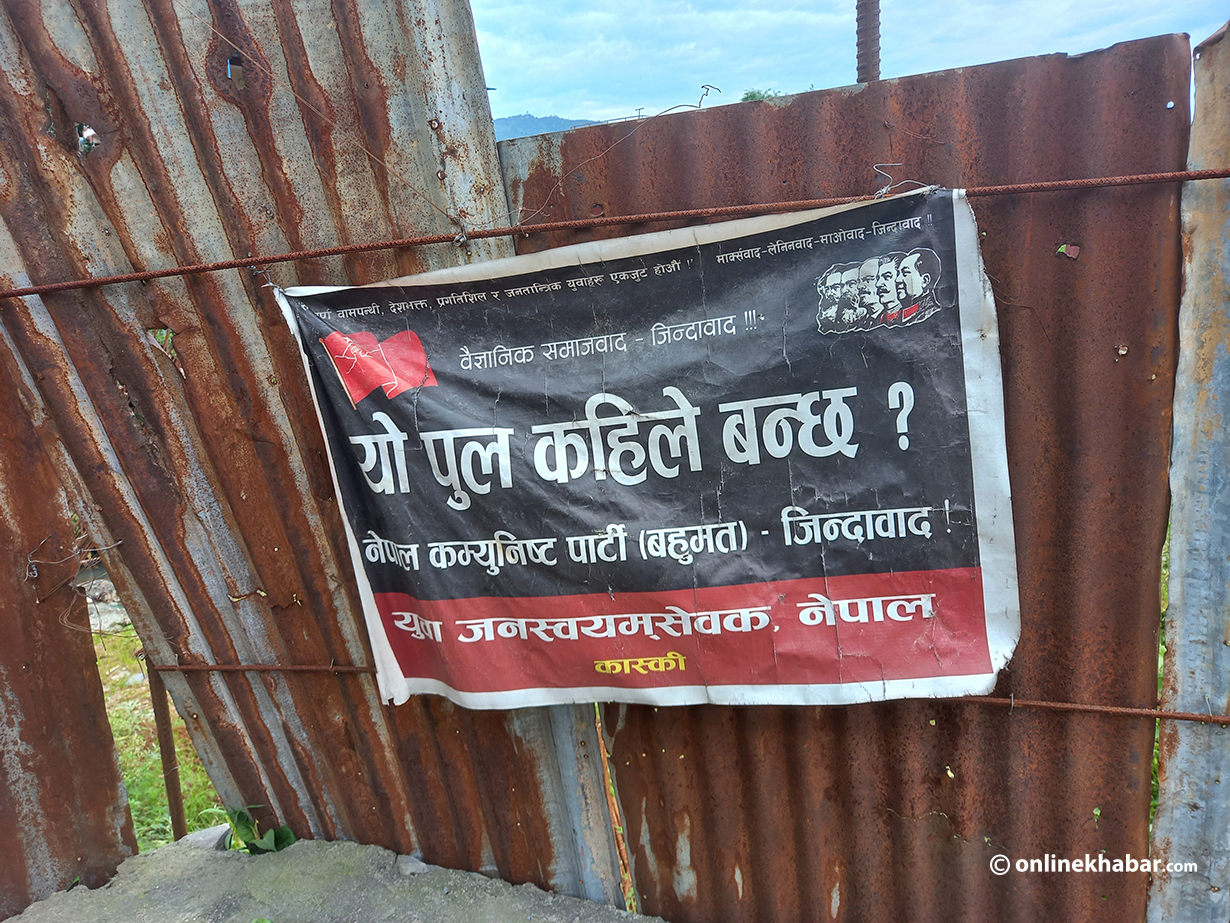 वामपन्थी, देशभक्त, प्रगतिशिल र जनतान्त्रिक युवाहरु एकजुट होऔं !'
मार्क्सवाद-लेनिनवाद-माओवाद-जिन्दावाद !!
वैज्ञानिक समाजवाद - जिन्दावाद !!!
यो पुल कहिले बन्छ ?
नेपाल कम्युनिष्ट पार्टी (बहुमत) - जिन्दावाद !
युवा जनस्वयम्सेवक, नेपाल
कास्की
© onlinekhabar.com